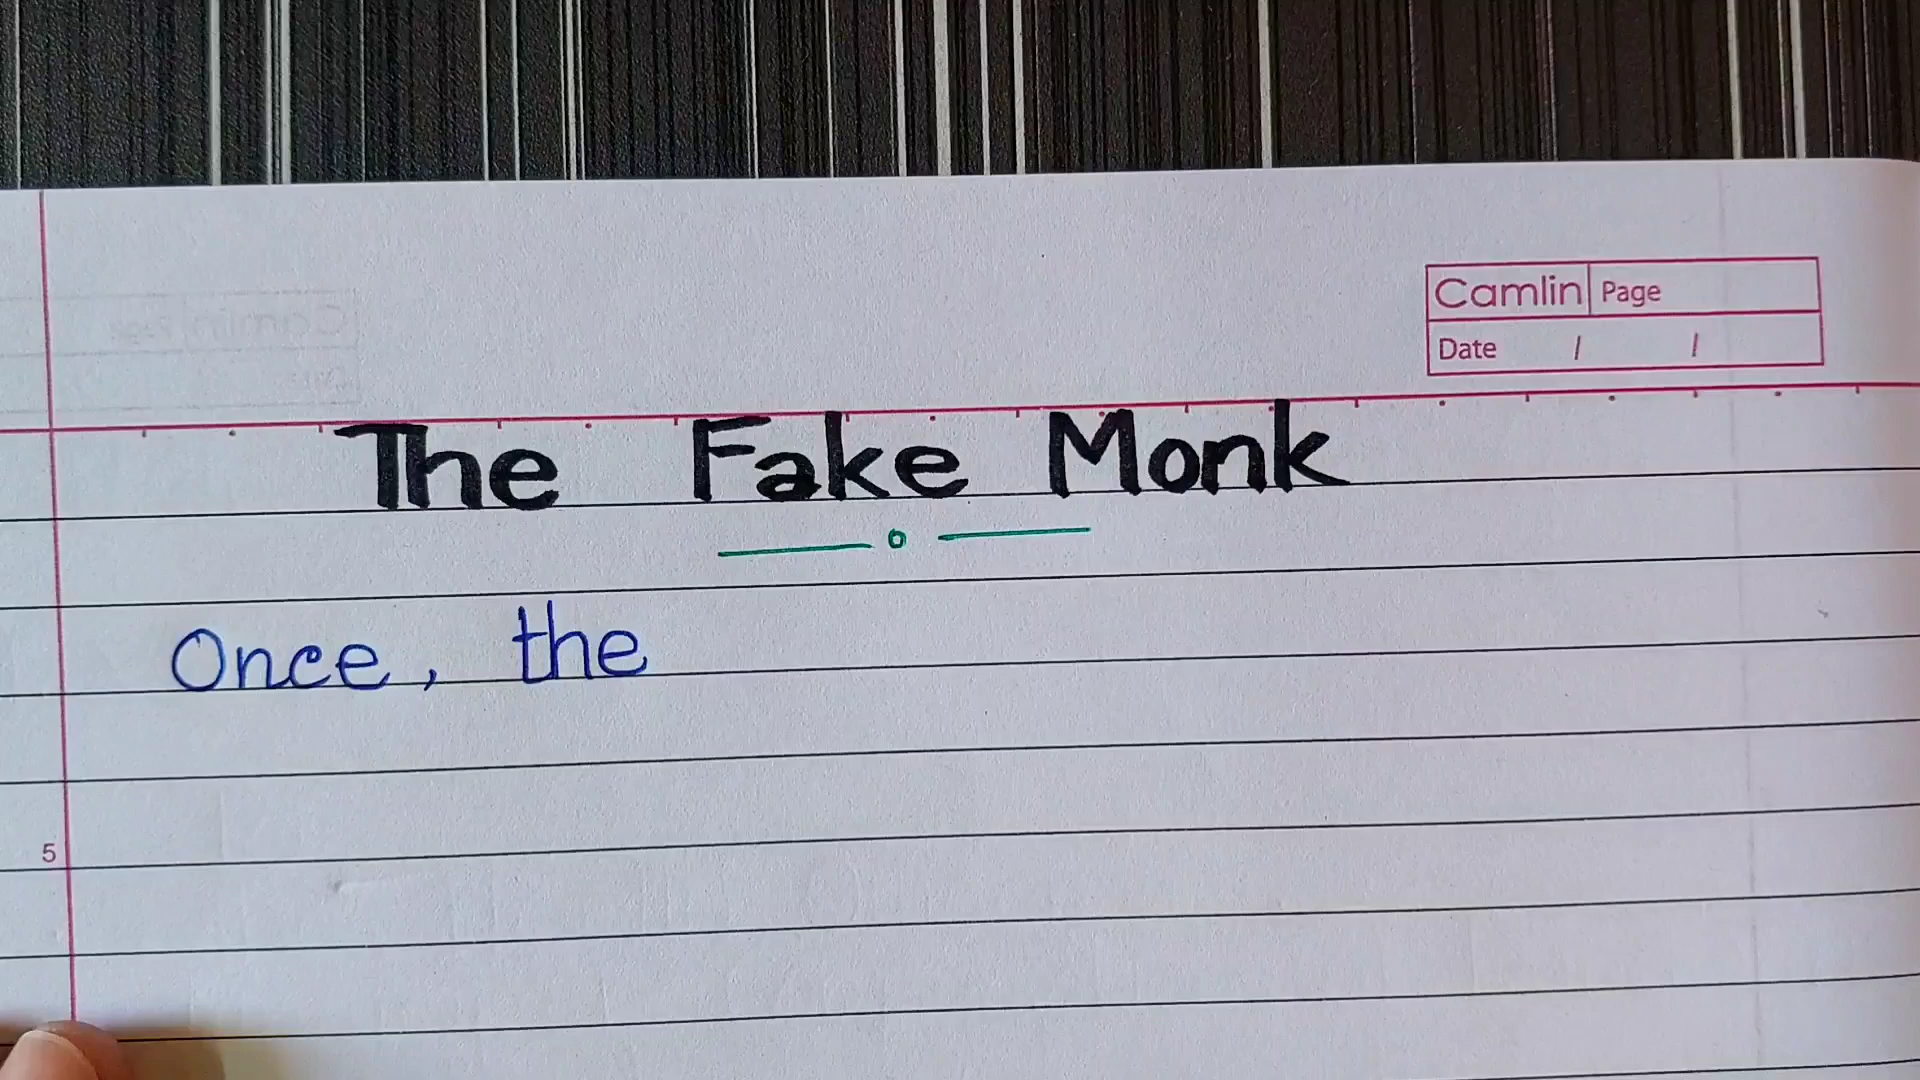 Camlin Page
Date / /
The Fake Monk
Once, the
5